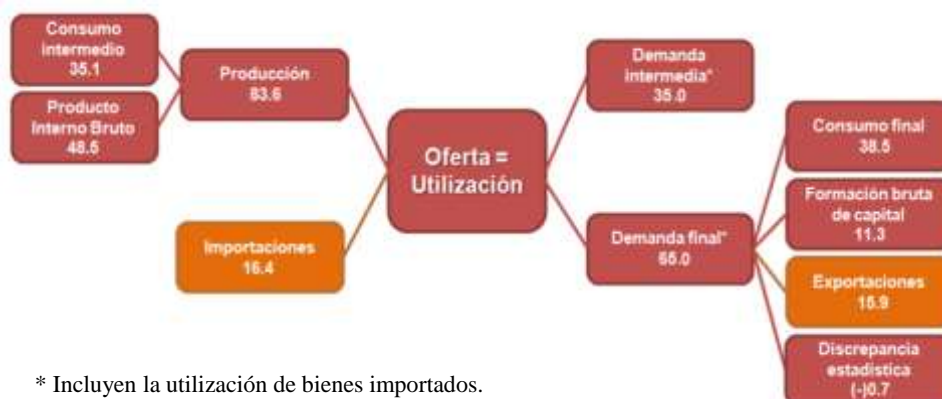 Consumo
intermedio
35.1
Producto
Interno Bruto
48.5
Producción
83.6
Importaciones
16.4
Oferta =
Utilización
Demanda
intermedia*
35.0
Demanda final*
65.0
Consumo final
38.5
Formación bruta
de capital
11.3
Exportaciones
15.9
Discrepancia
estadística
(-)0.7
* Incluyen la utilización de bienes importados.